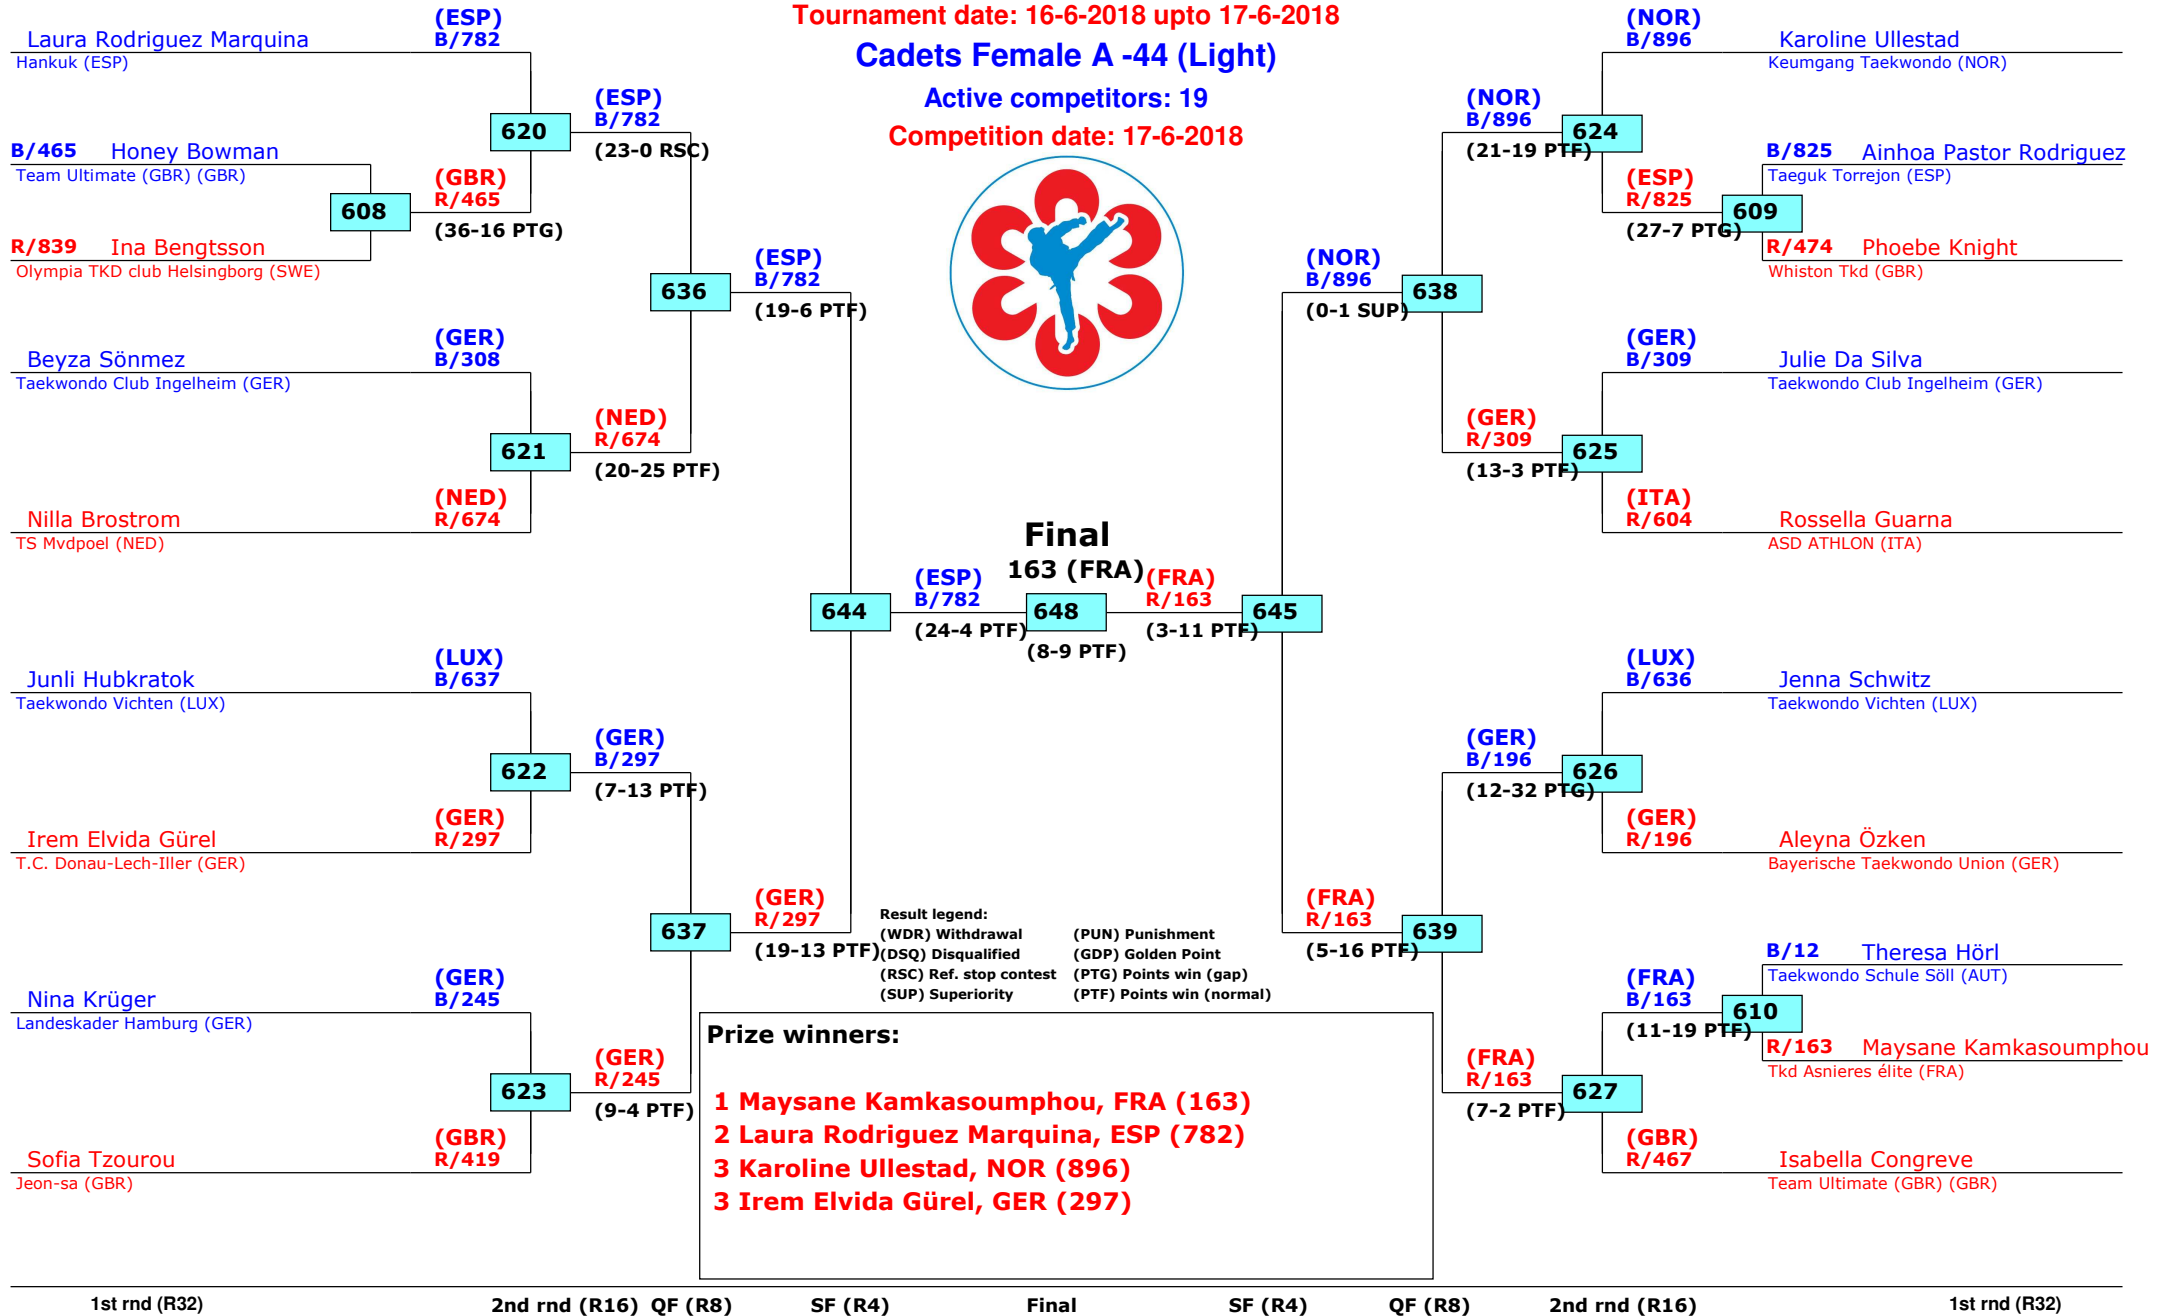 Tournament date: 16-6-2018 upto 17-6-2018
Cadets Female A -44 (Light)
Active competitors: 19
Competition date: 17-6-2018
(ESP)
Laura Rodriguez Marquina B/782
Hankuk (ESP)
(ESP)
620 B/782
(23-0 RSC)
B/465 Honey Bowman
Team Ultimate (GBR) (GBR)
(GBR)
608 R/465
(36-16 PTG)
R/839 Ina Bengtsson
Olympia TKD club Helsingborg (SWE)
(ESP)
636 B/782
(19-6 PTF)
(GER)
Beyza Sönmez B/308
Taekwondo Club Ingelheim (GER)
(NED)
621 R/674
(20-25 PTF)
(NED)
Nilla Brostrom R/674
TS Mvdpoel (NED)
(ESP)
644 B/782
(24-4 PTF)
(LUX)
Junli Hubkratok B/637
Taekwondo Vichten (LUX)
(GER)
622 B/297
(7-13 PTF)
(GER)
Irem Elvida Gürel R/297
T.C. Donau-Lech-Iller (GER)
(GER)
637 R/297
(19-13 PTF)
(GER)
Nina Krüger B/245
Landeskader Hamburg (GER)
(GER)
623 R/245
(9-4 PTF)
(GBR)
Sofia Tzourou R/419
Jeon-sa (GBR)
Final
163 (FRA)
648
(8-9 PTF)
(NOR)
B/896 Karoline Ullestad
Keumgang Taekwondo (NOR)
(NOR)
B/896 624
(21-19 PTF)
B/825 Ainhoa Pastor Rodriguez
Taeguk Torrejon (ESP)
(ESP)
R/825 609
(27-7 PTG)
R/474 Phoebe Knight
Whiston Tkd (GBR)
(NOR)
B/896 638
(0-1 SUP)
(GER)
B/309 Julie Da Silva
Taekwondo Club Ingelheim (GER)
(GER)
R/309 625
(13-3 PTF)
(ITA)
R/604 Rossella Guarna
ASD ATHLON (ITA)
(FRA)
R/163 645
(3-11 PTF)
(LUX)
B/636 Jenna Schwitz
Taekwondo Vichten (LUX)
(GER)
B/196 626
(12-32 PTG)
(GER)
R/196 Aleyna Özken
Bayerische Taekwondo Union (GER)
(FRA)
R/163 639
(5-16 PTF)
B/12 Theresa Hörl
Taekwondo Schule Söll (AUT)
(FRA)
B/163 610
(11-19 PTF)
R/163 Maysane Kamkasoumphou
Tkd Asnieres élite (FRA)
(FRA)
R/163 627
(7-2 PTF)
(GBR)
R/467 Isabella Congreve
Team Ultimate (GBR) (GBR)
Result legend:
(WDR) Withdrawal (PUN) Punishment
(DSQ) Disqualified (GDP) Golden Point
(RSC) Ref. stop contest (PTG) Points win (gap)
(SUP) Superiority (PTF) Points win (normal)
Prize winners:
1 Maysane Kamkasoumphou, FRA (163)
2 Laura Rodriguez Marquina, ESP (782)
3 Karoline Ullestad, NOR (896)
3 Irem Elvida Gürel, GER (297)
1st rnd (R32) 2nd rnd (R16) QF (R8) SF (R4) Final SF (R4) QF (R8) 2nd rnd (R16) 1st rnd (R32)